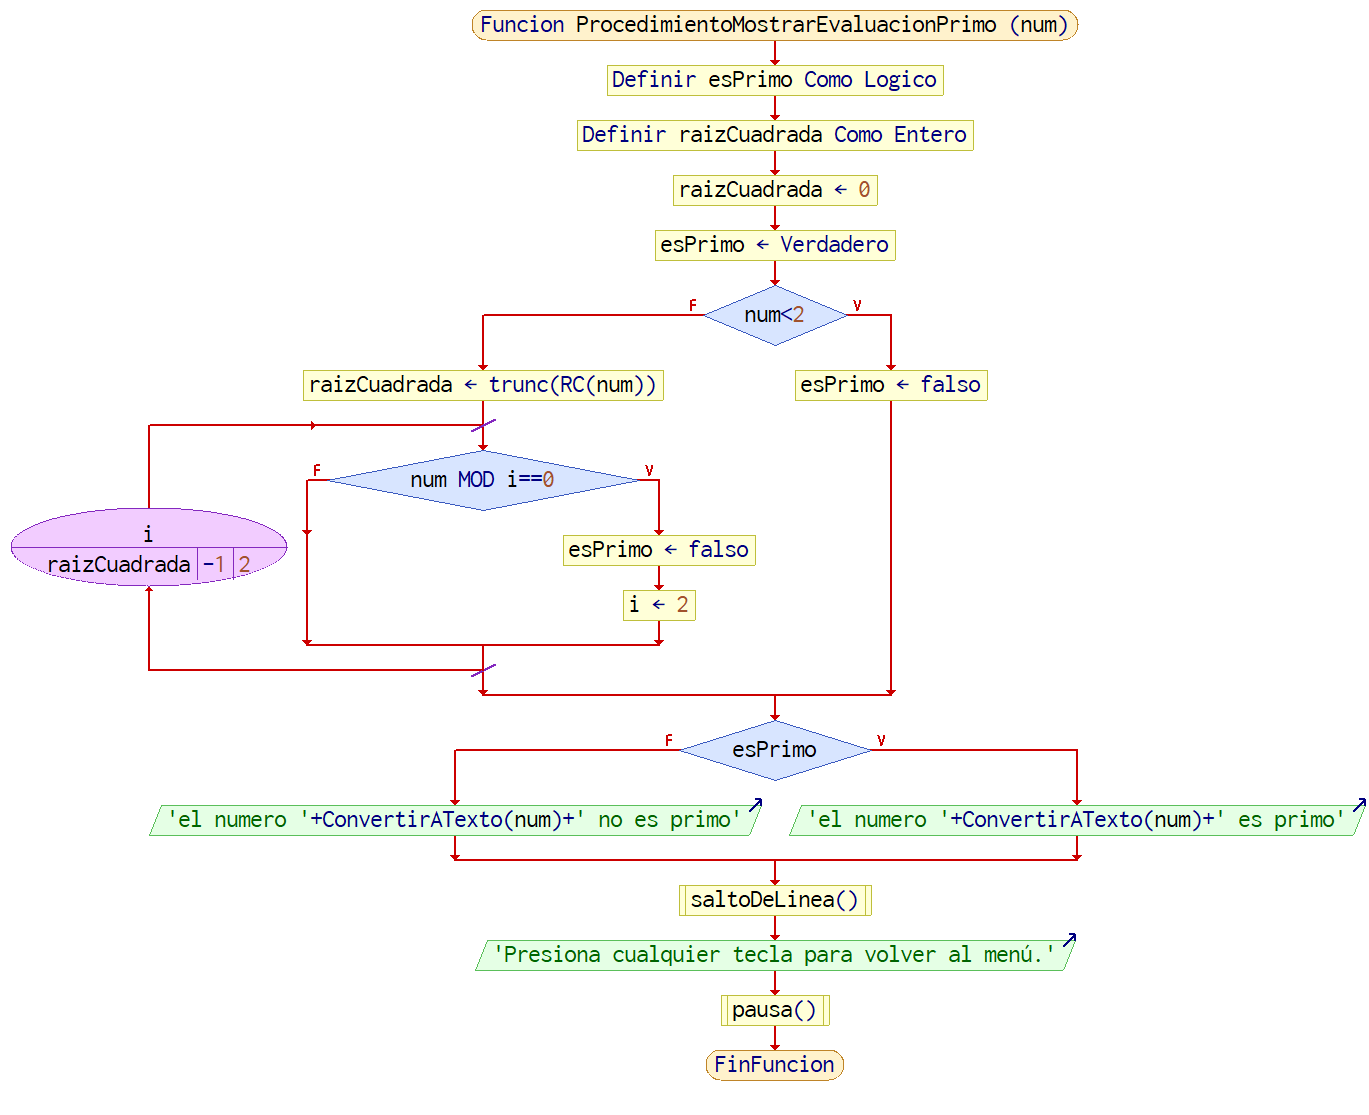 Funcion ProcedimientoMostrarEvaluacionPrimo (num)
Definir esPrimo Como Logico
Definir raizCuadrada Como Entero
raizCuadrada ← 0
esPrimo ← Verdadero
num<2
F
V
raizCuadrada ← trunc(RC(num))
esPrimo ← falso
num MOD i==0
F
V
i
raizCuadrada -1 2
esPrimo ← falso
i ← 2
esPrimo
F
V
'el numero '+ConvertirATexto(num)+' no es primo'
'el numero '+ConvertirATexto(num)+' es primo'
saltoDeLinea()
'Presiona cualquier tecla para volver al menú.'
pausa()
FinFuncion